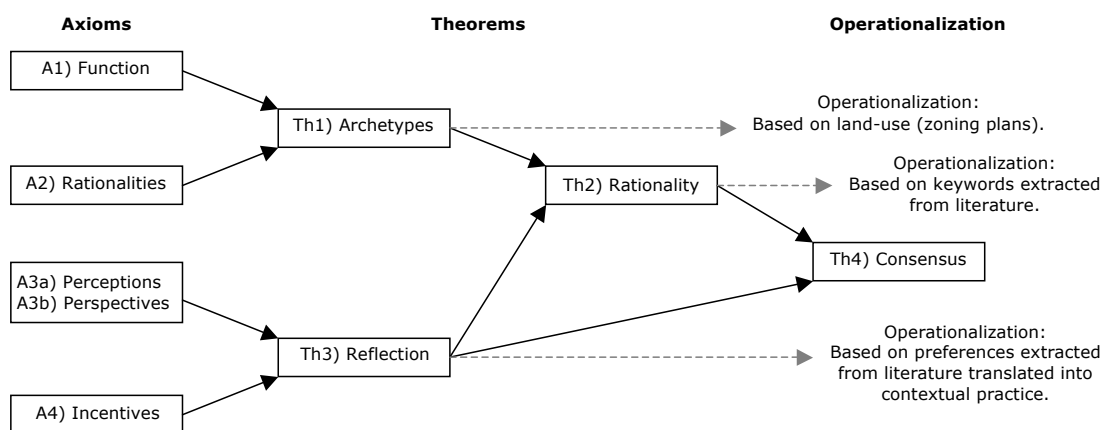 Axioms
Theorems
Operationalization
A1) Function
Th1) Archetypes
Operationalization:
Based on land-use (zoning plans).
A2) Rationalities
Th2) Rationality
Operationalization:
Based on keywords extracted
from literature.
A3a) Perceptions
A3b) Perspectives
Th4) Consensus
Th3) Reflection
Operationalization:
Based on preferences extracted
from literature translated into
contextual practice.
A4) Incentives